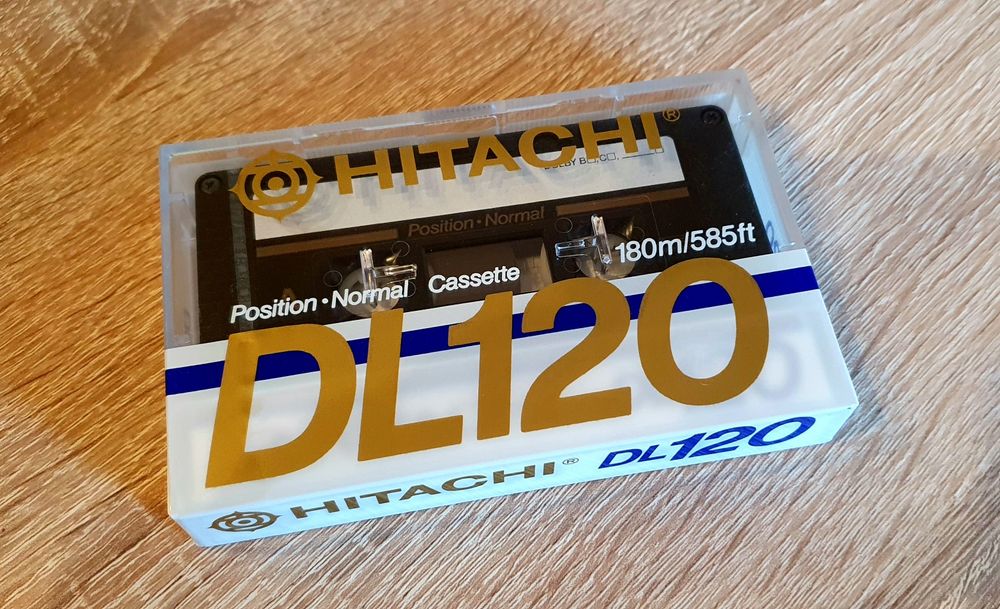 HITACHI®
DOLBY B□, C□,
Position • Normal
180m/585ft
Position • Normal Cassette
DL120
HITACHI® DL120